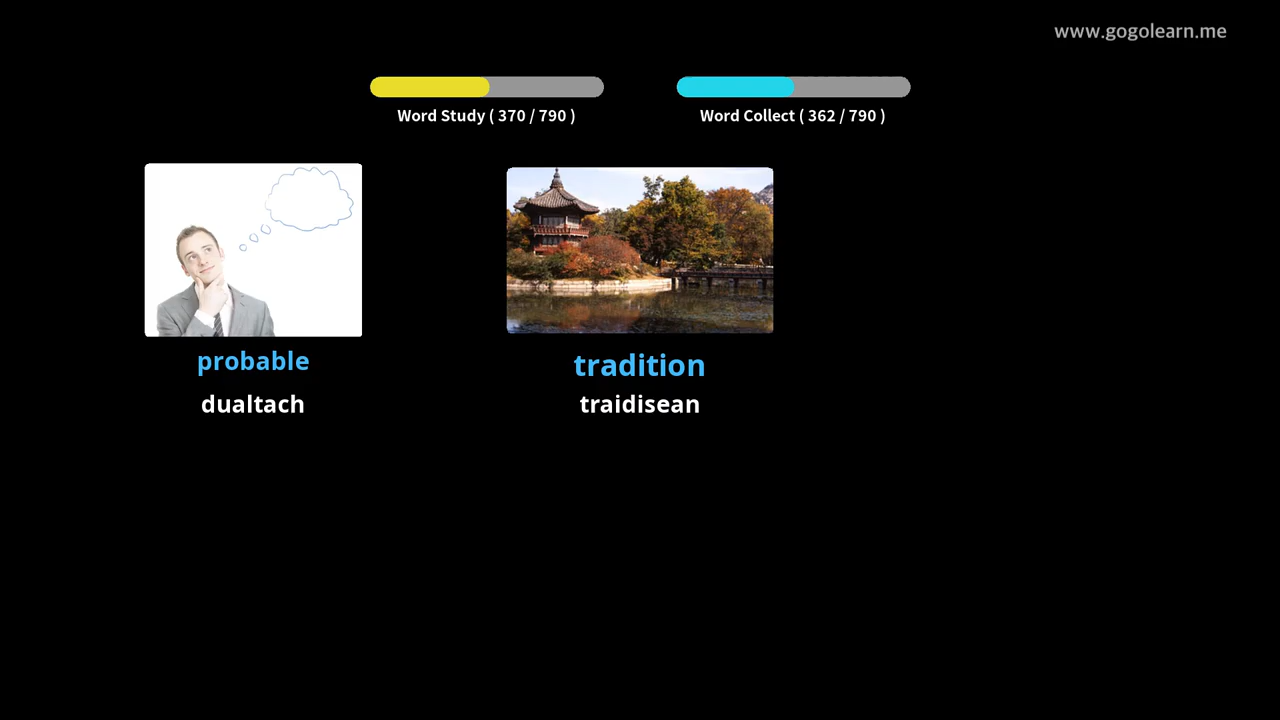 www.gogolearn.me
Word Study ( 370 / 790 )
Word Collect ( 362 / 790 )
probable
dualtach
tradition
traidisean